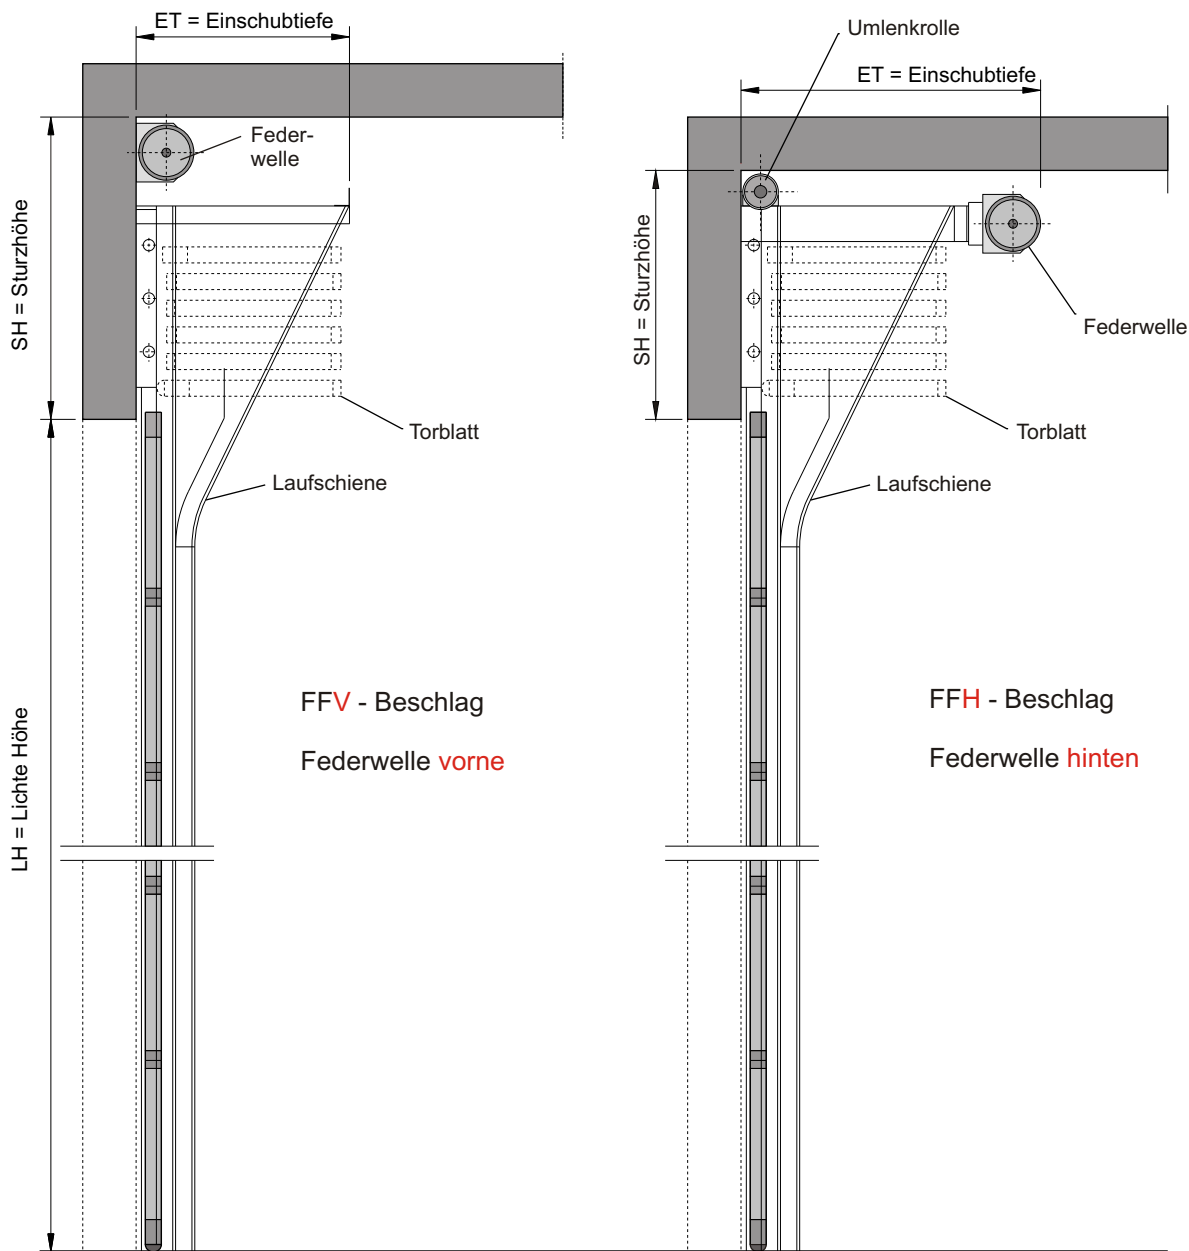 ET = Einschubtiefe
Feder-
welle
SH = Sturzhöhe
Torblatt
Laufschiene
LH = Lichte Höhe
FFV - Beschlag
Federwelle vorne
Umlenkrolle
ET = Einschubtiefe
SH = Sturzhöhe
Federwelle
Torblatt
Laufschiene
FFH - Beschlag
Federwelle hinten